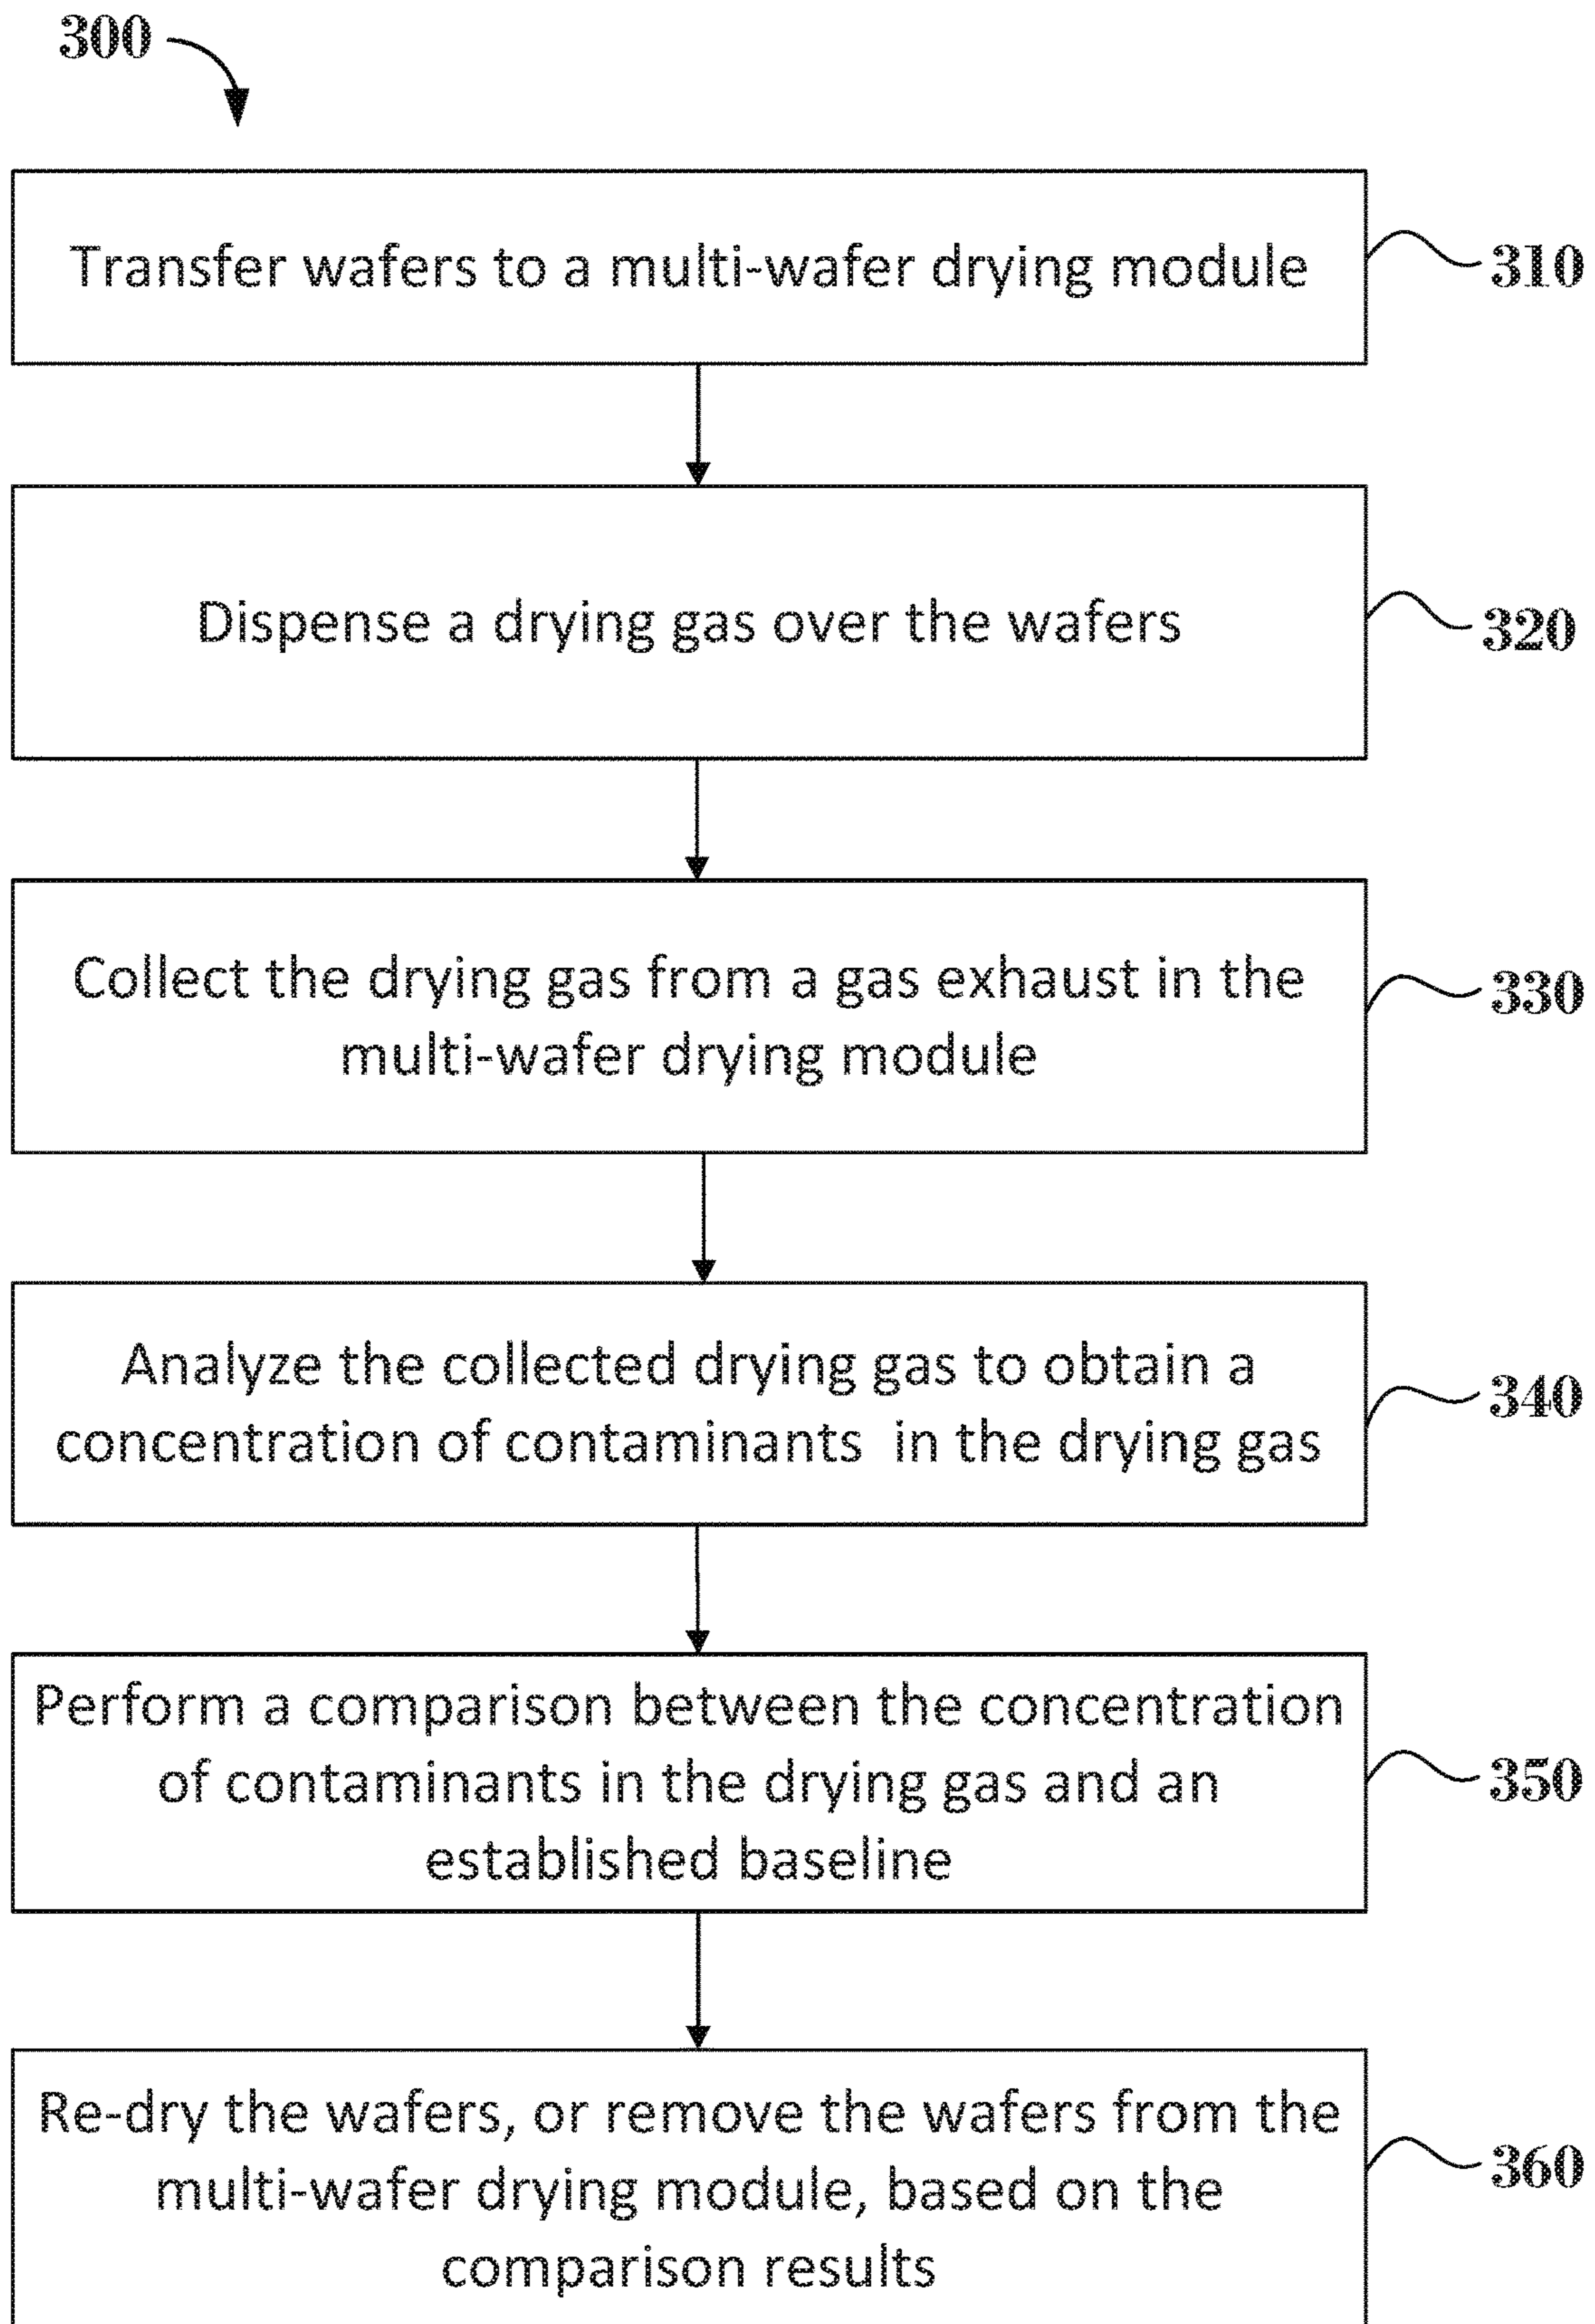 300
Transfer wafers to a multi-wafer drying module
310
Dispense a drying gas over the wafers
320
Collect the drying gas from a gas exhaust in the
multi-wafer drying module
330
Analyze the collected drying gas to obtain a
concentration of contaminants in the drying gas
340
Perform a comparison between the concentration
of contaminants in the drying gas and an
established baseline
350
Re-dry the wafers, or remove the wafers from the
multi-wafer drying module, based on the
comparison results
360